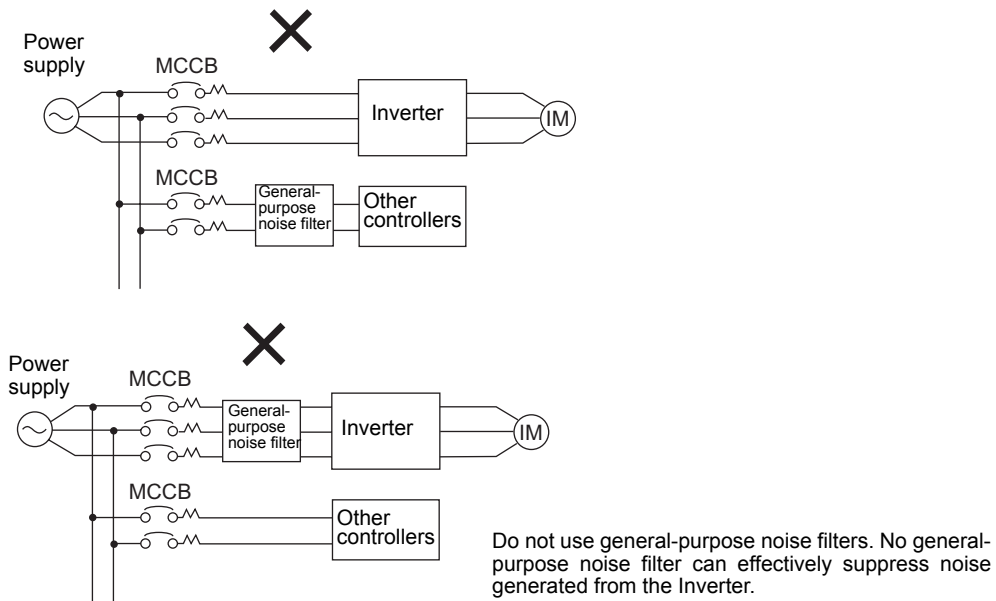 Power
supply
MCCB
Inverter
IM
MCCB
General-
purpose
noise filter
Other
controllers
Power
supply
MCCB
General-
purpose
noise filter
Inverter
IM
MCCB
Other
controllers
Do not use general-purpose noise filters. No general-
purpose noise filter can effectively suppress noise
generated from the Inverter.